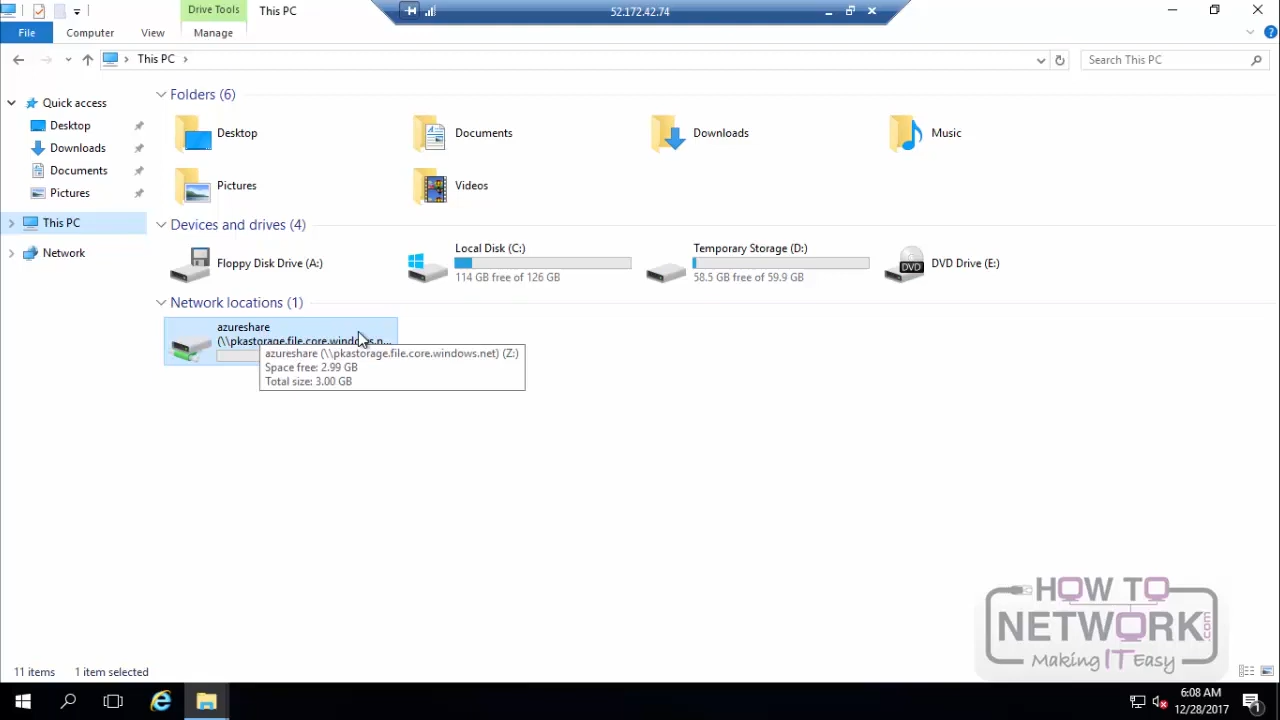 Drive Tools
This PC
52.172.42.74
File
Computer
View
Manage
This PC
Search This PC
Quick access
Desktop
Downloads
Documents
Pictures
This PC
Network
Folders (6)
Desktop
Documents
Downloads
Music
Pictures
Videos
Devices and drives (4)
Floppy Disk Drive (A:)
Local Disk (C:)
114 GB free of 126 GB
Temporary Storage (D:)
58.5 GB free of 59.9 GB
DVD
DVD Drive (E:)
Network locations (1)
azureshare
(\\pkastorage.file.core.windows.n...
azureshare (\\pkastorage.file.core.windows.net) (Z:)
Space free: 2.99 GB
Total size: 3.00 GB
HOW TO
NETWORK.com
Making IT Easy
11 items
1 item selected
6:08 AM
12/28/2017
1